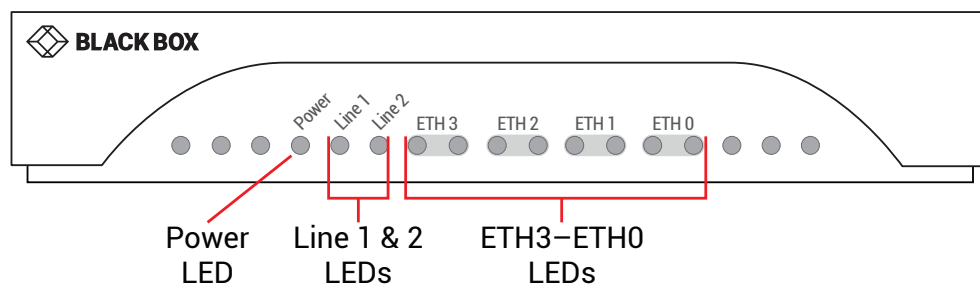 BLACK BOX
Power
Line 1
Line 2
ETH 3
ETH 2
ETH 1
ETH 0
Power
LED
Line 1 & 2
LEDs
ETH3–ETH0
LEDs